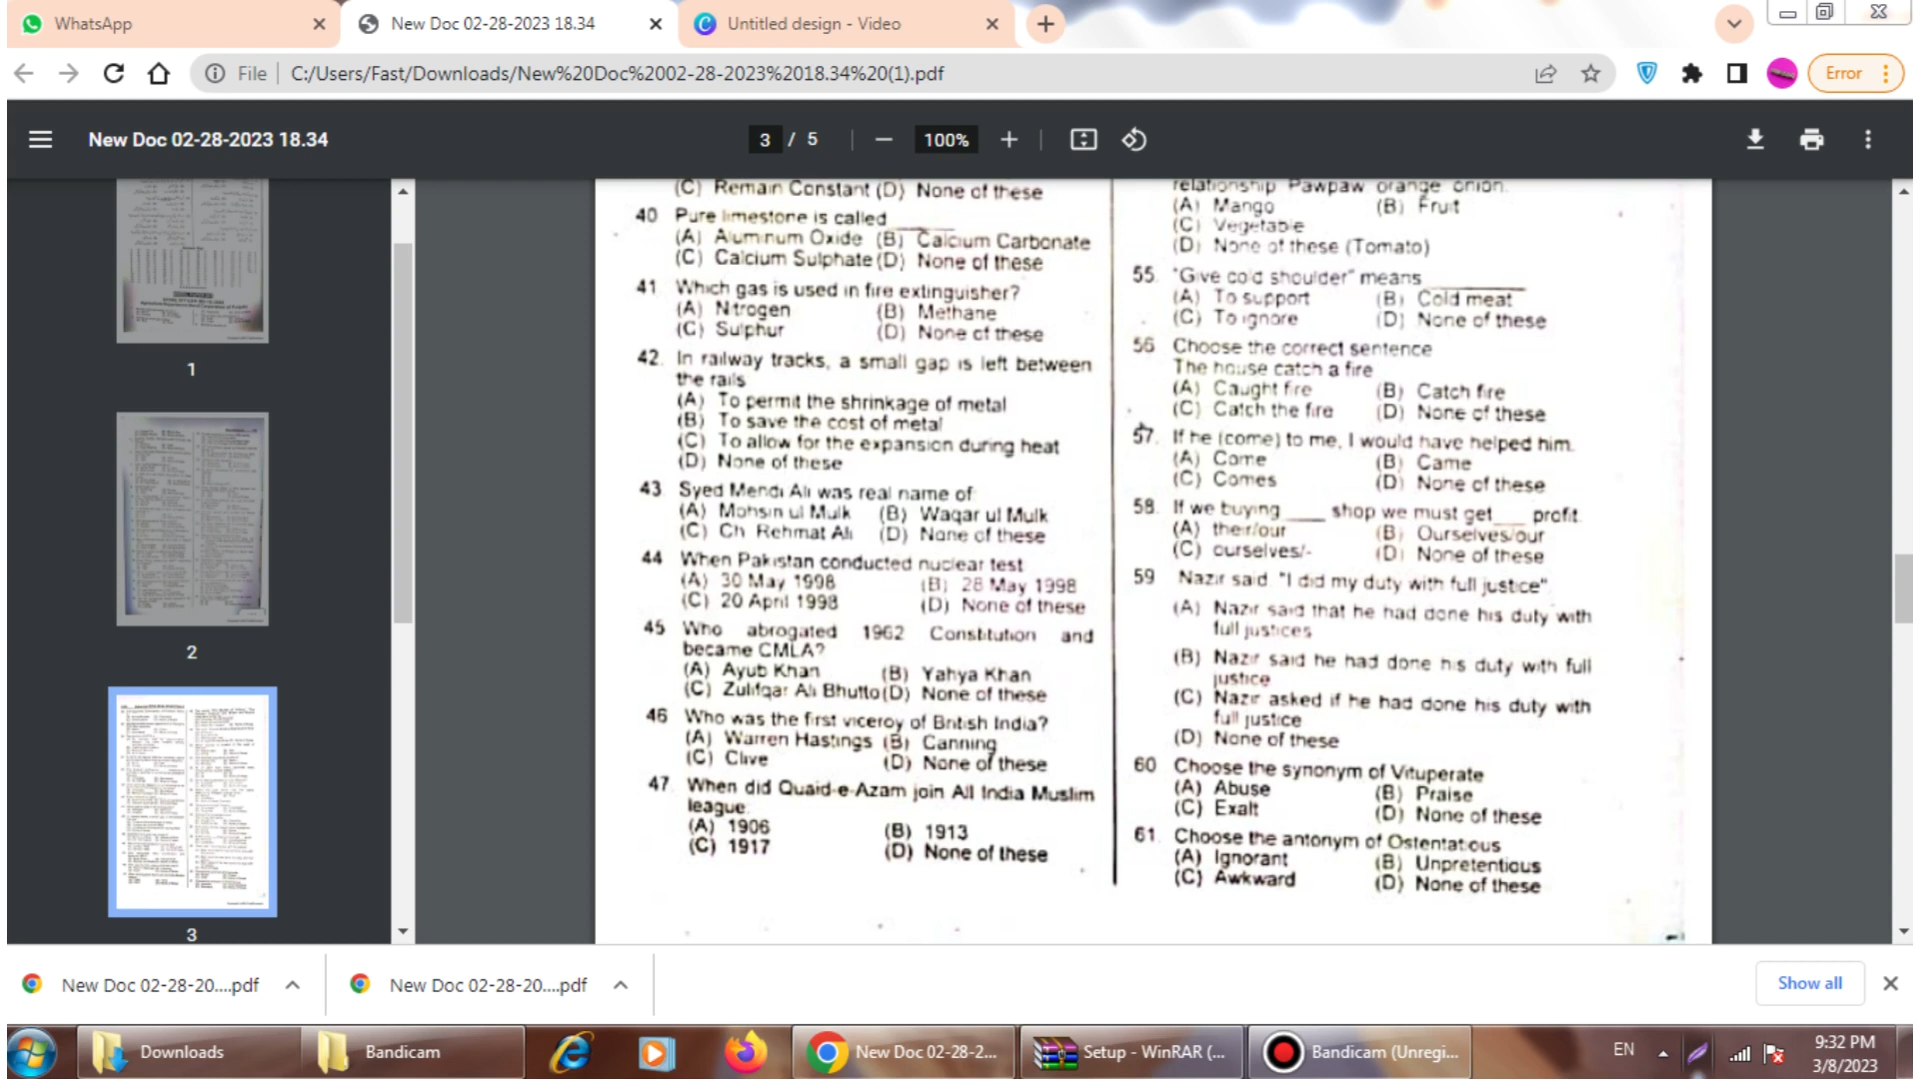 WhatsApp
New Doc 02-28-2023 18.34
Untitled design - Video
File
C:/Users/Fast/Downloads/New%20Doc%2002-28-2023%2018.34%20(1).pdf
Error
New Doc 02-28-2023 18.34
3 / 5
100%
1
2
3
(C) Remain Constant (D) None of these
40 Pure limestone is called______
(A) Aluminum Oxide (B) Calcium Carbonate
(C) Calcium Sulphate (D) None of these
41. Which gas is used in fire extinguisher?
(A) Nitrogen (B) Methane
(C) Sulphur (D) None of these
42. In railway tracks, a small gap is left between
the rails
(A) To permit the shrinkage of metal
(B) To save the cost of metal
(C) To allow for the expansion during heat
(D) None of these
43 Syed Mendi Ali was real name of
(A) Mohsin ul Mulk (B) Waqar ul Mulk
(C) Ch Rehmat Ali (D) None of these
44 When Pakistan conducted nuclear test
(A) 30 May 1998 (B) 28 May 1998
(C) 20 April 1998 (D) None of these
45 Who abrogated 1962 Constitution and
became CMLA?
(A) Ayub Khan (B) Yahya Khan
(C) Zulifqar Ali Bhutto (D) None of these
46 Who was the first viceroy of British India?
(A) Warren Hastings (B) Canning
(C) Clive (D) None of these
47. When did Quaid-e-Azam join All India Muslim
league:
(A) 1906 (B) 1913
(C) 1917 (D) None of these
relationship Pawpaw orange onion.
(A) Mango (B) Fruit
(C) Vegetable
(D) None of these (Tomato)
55. "Give cold shoulder" means ______
(A) To support (B) Cold meat
(C) To ignore (D) None of these
56 Choose the correct sentence
The house catch a fire
(A) Caught fire (B) Catch fire
(C) Catch the fire (D) None of these
57. If he (come) to me, I would have helped him.
(A) Come (B) Came
(C) Comes (D) None of these
58. If we buying ____ shop we must get ____ profit.
(A) their/our (B) Ourselves/our
(C) ourselves/- (D) None of these
59 Nazir said "I did my duty with full justice"
(A) Nazir said that he had done his duty with
full justices
(B) Nazir said he had done his duty with full
justice
(C) Nazir asked if he had done his duty with
full justice
(D) None of these
60 Choose the synonym of Vituperate
(A) Abuse (B) Praise
(C) Exalt (D) None of these
61. Choose the antonym of Ostentatious
(A) Ignorant (B) Unpretentious
(C) Awkward (D) None of these
New Doc 02-28-20....pdf
New Doc 02-28-20....pdf
Show all
Downloads
Bandicam
New Doc 02-28-2...
Setup - WinRAR (...
Bandicam (Unregi...
EN
9:32 PM
3/8/2023